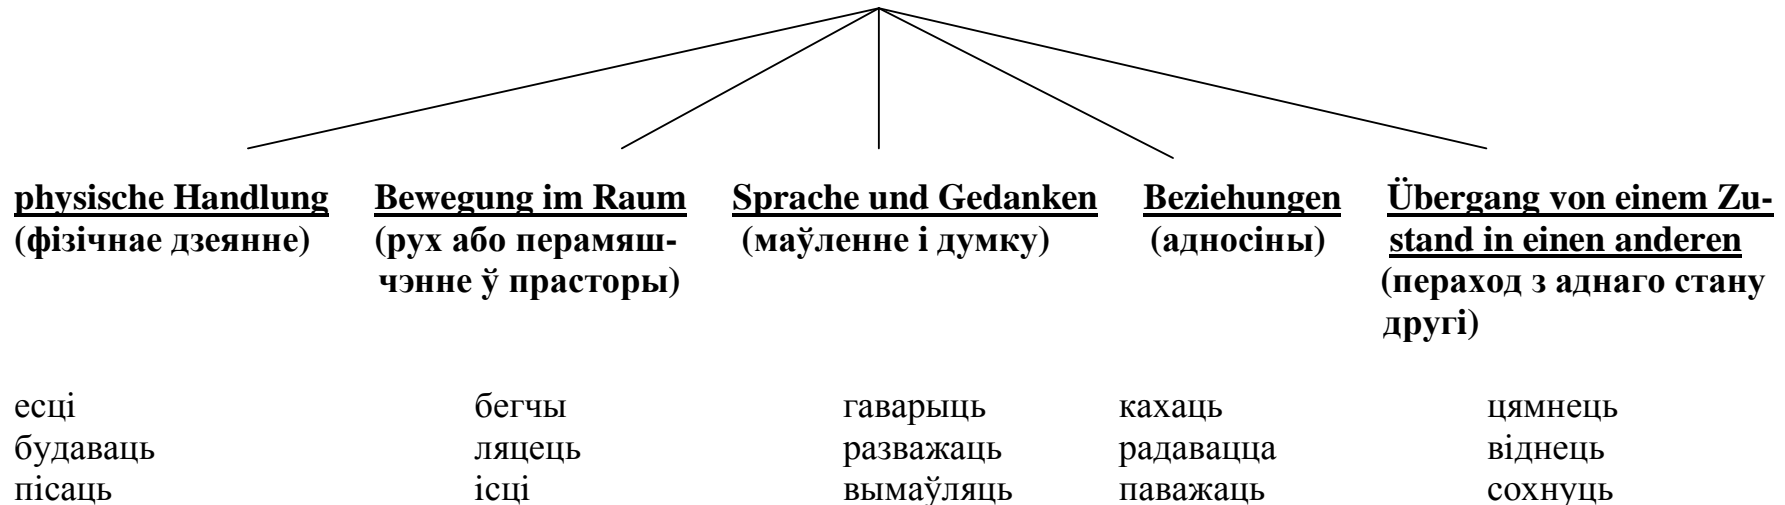 physische Handlung Bewegung im Raum Sprache und Gedanken Beziehungen Übergang von einem Zu-
(фізічнае дзеянне) (рух або перамяш- (маўленне і думку) (адносіны) stand in einen anderen
чэнне ў прасторы) (пераход з аднаго стану
другі)
есці бегчы гаварыць кахаць цямнець
будаваць ляцець разважаць радавацца віднець
пісаць ісці вымаўляць паважаць сохнуць